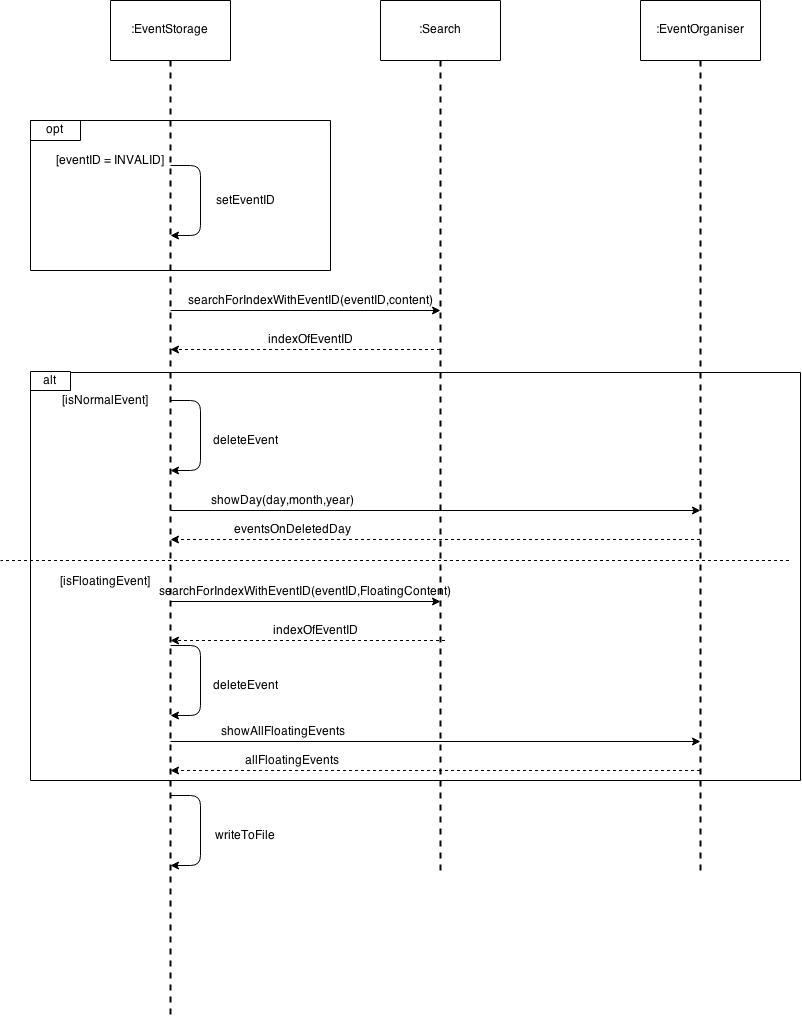 :EventStorage
:Search
:EventOrganiser
opt
[eventID = INVALID]
setEventID
searchForIndexWithEventID(eventID,content)
indexOfEventID
alt
[isNormalEvent]
deleteEvent
showDay(day,month,year)
eventsOnDeletedDay
[isFloatingEvent]
searchForIndexWithEventID(eventID,FloatingContent)
indexOfEventID
deleteEvent
showAllFloatingEvents
allFloatingEvents
writeToFile